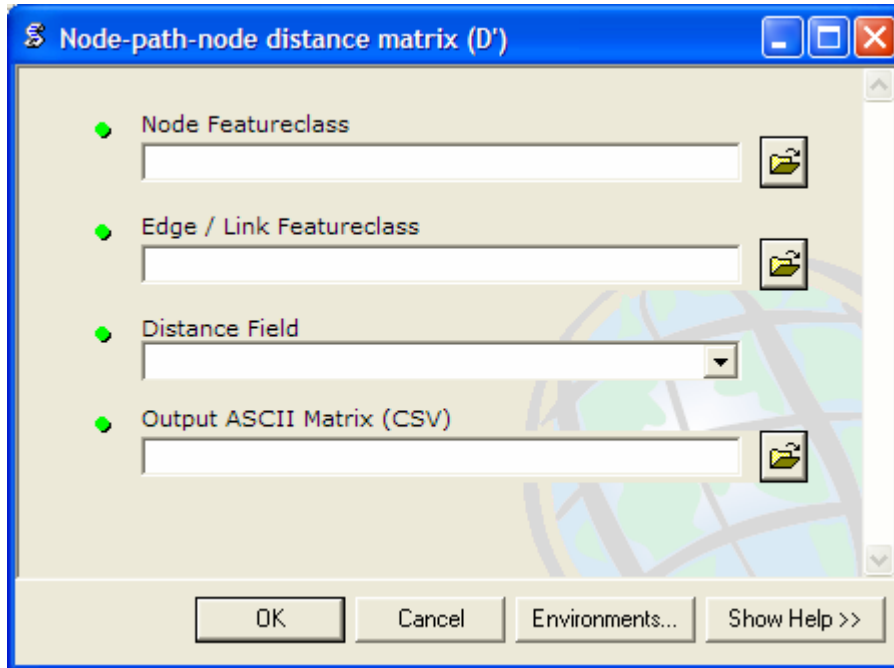 Node-path-node distance matrix (D')
Node Featureclass
Edge / Link Featureclass
Distance Field
Output ASCII Matrix (CSV)
OK Cancel Environments... Show Help >>